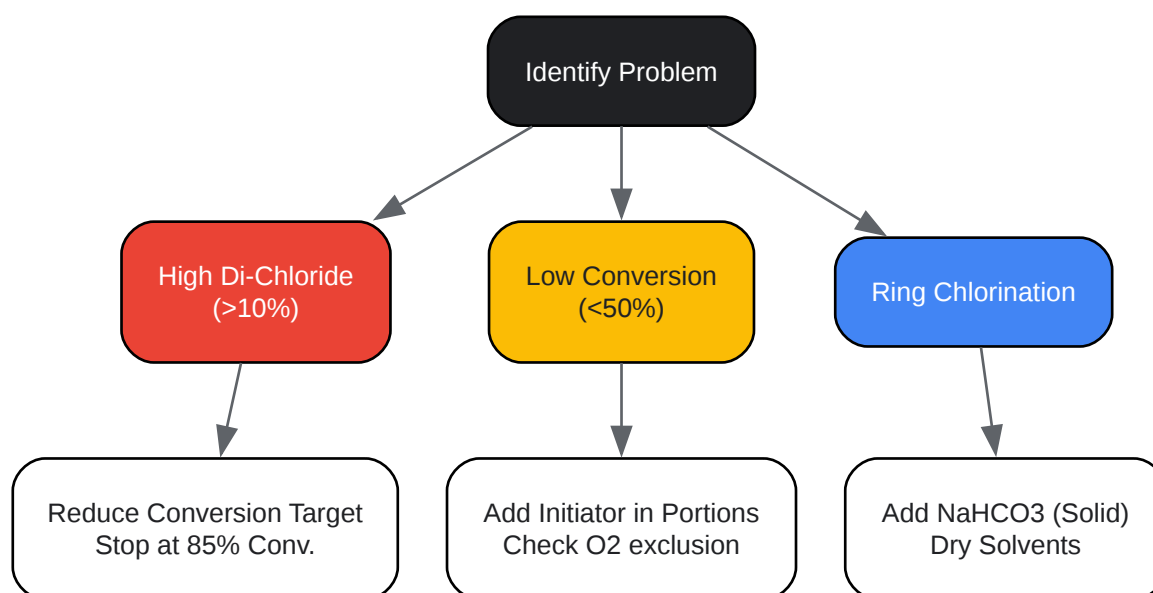 Identify Problem
High Di-Chloride
(>10%)
Low Conversion
(<50%)
Ring Chlorination
Reduce Conversion Target
Stop at 85% Conv.
Add Initiator in Portions
Check O2 exclusion
Add NaHCO3 (Solid)
Dry Solvents